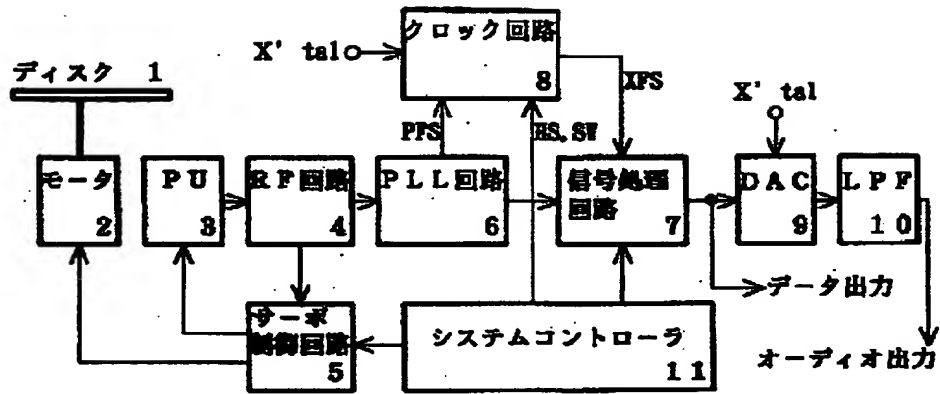 クロック回路
8
X' tal
XFS
ディスク 1
X' tal
PFS
HS.SW
モータ
2
PU
3
RF回路
4
PLL回路
6
信号処理
回路
7
DAC
9
LPF
10
データ出力
サーボ
制御回路
5
システムコントローラ
11
オーディオ出力